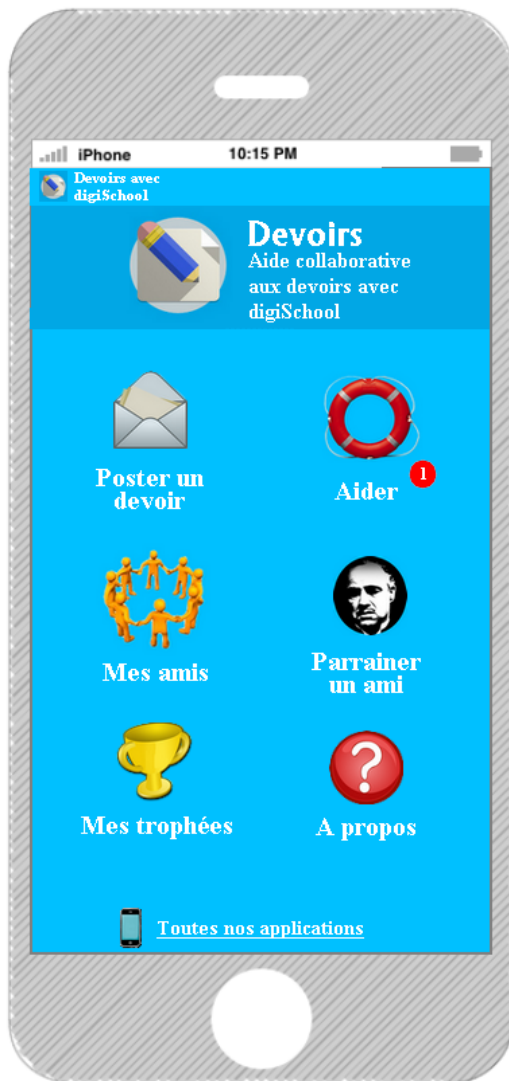 iPhone 10:15 PM
Devoirs avec
digiSchool
Devoirs
Aide collaborative
aux devoirs avec
digiSchool
Poster un
devoir
Aider 1
Mes amis
Parrainer
un ami
Mes trophées
A propos
Toutes nos applications